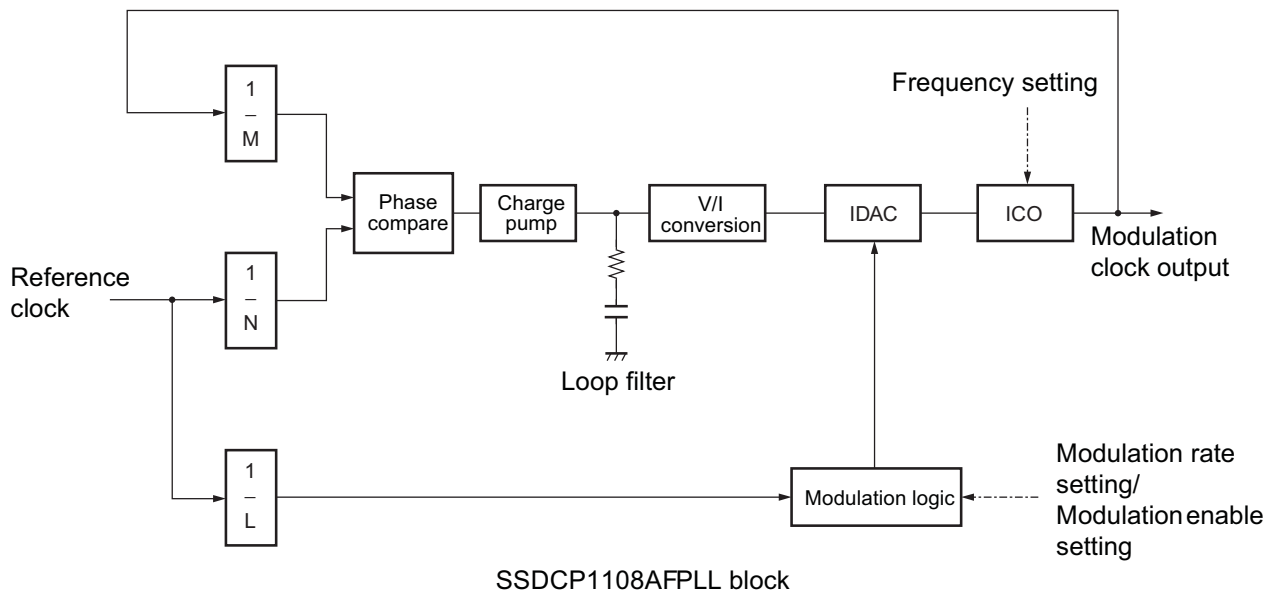 1
M
Frequency setting
Phase
compare
Charge
pump
V/I
conversion
IDAC
ICO
Modulation
clock output
Reference
clock
1
N
Loop filter
1
L
Modulation logic
Modulation rate
setting/
Modulation enable
setting
SSDCP1108AFPLL block